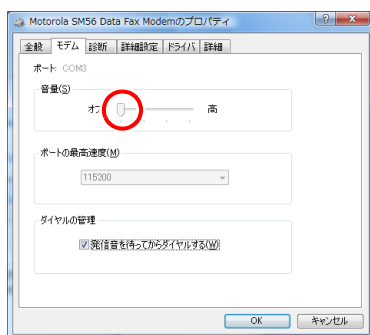 Motorola SM56 Data Fax Modemのプロパティ
全般 モデム 診断 詳細設定 ドライバ 詳細
ポート: COM3
音量(S)
オフ 高
ポートの最高速度(M)
115200
ダイヤルの管理
発信音を待ってからダイヤルする(W)
OK キャンセル